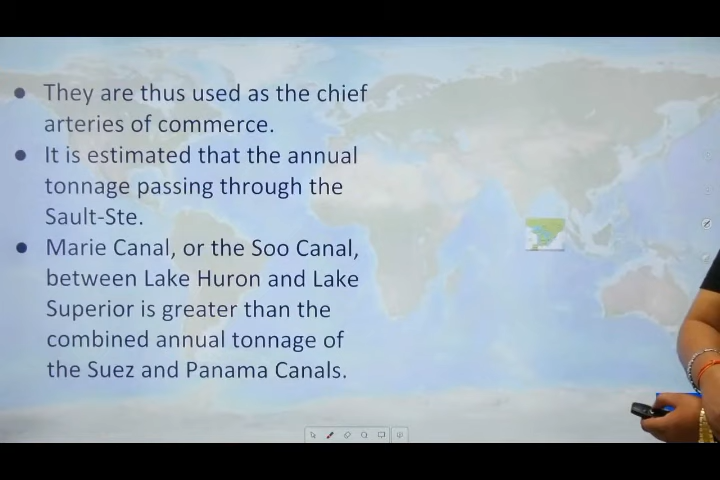 ● They are thus used as the chief
arteries of commerce.
● It is estimated that the annual
tonnage passing through the
Sault-Ste.
● Marie Canal, or the Soo Canal,
between Lake Huron and Lake
Superior is greater than the
combined annual tonnage of
the Suez and Panama Canals.